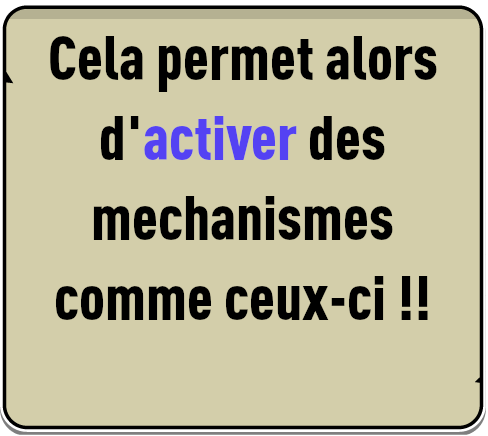 Cela permet alors
d'activer des
mechanismes
comme ceux-ci !!